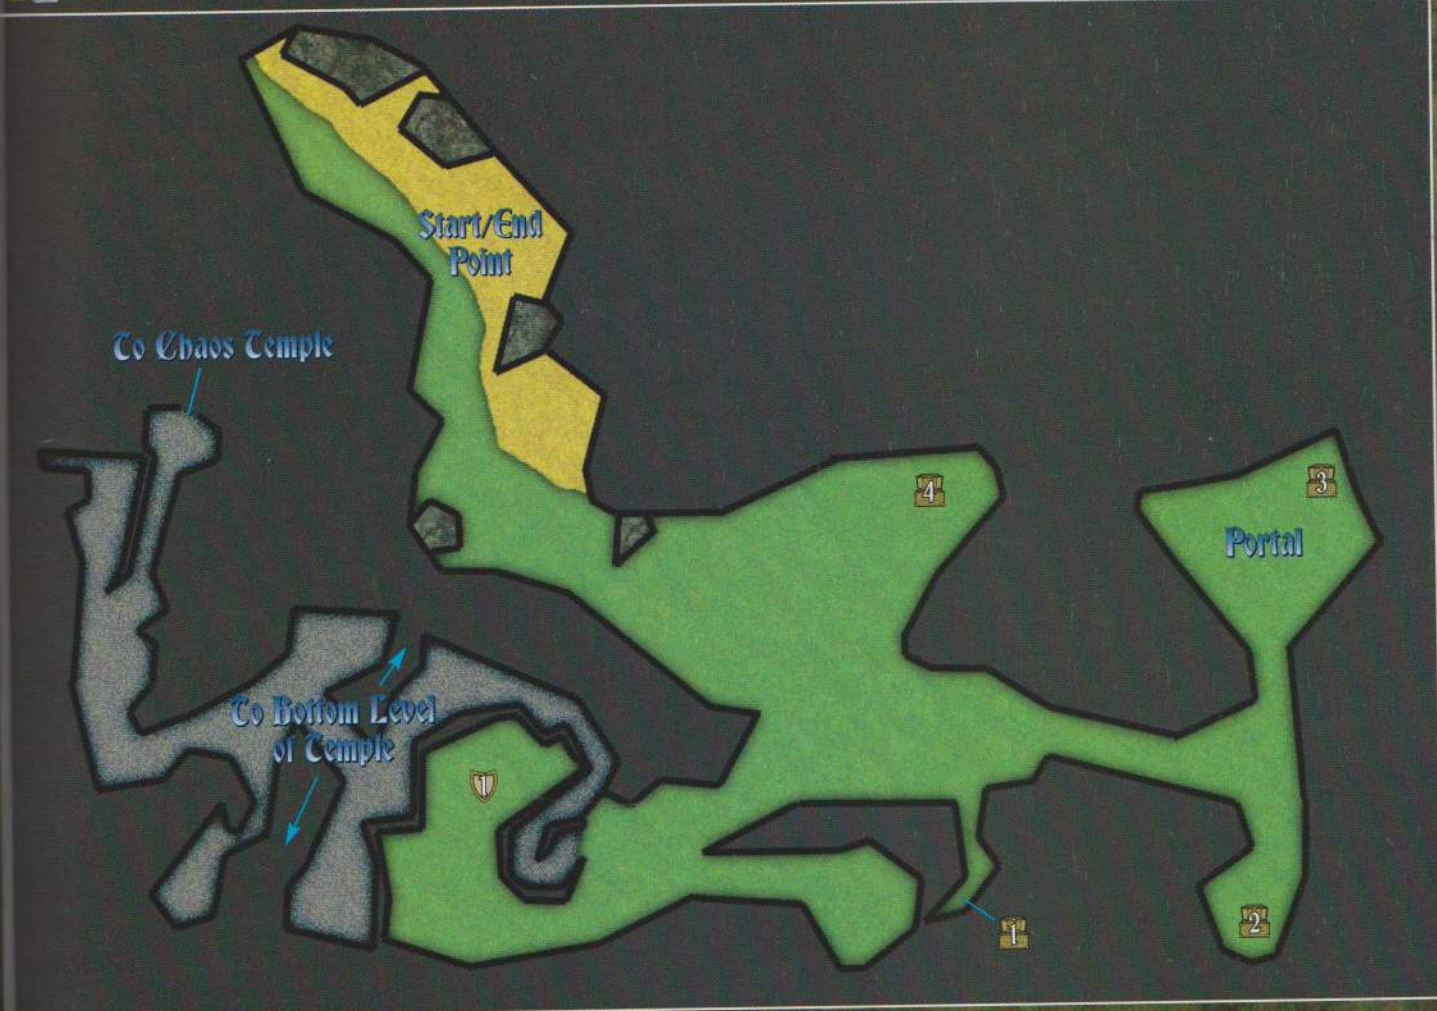 Start/End
Point
To Chaos Temple
4
3
Portal
To Bottom Level
of Temple
1
1
2